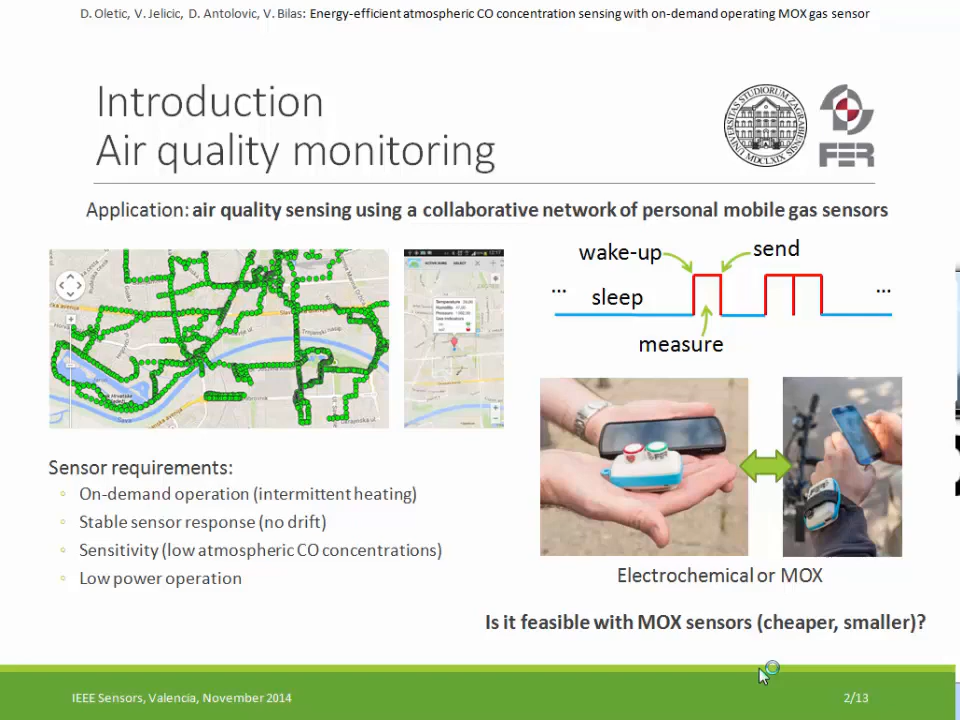 D. Oletic, V. Jelicic, D. Antolovic, V. Bilas: Energy-efficient atmospheric CO concentration sensing with on-demand operating MOX gas sensor
Introduction
Air quality monitoring
FER
Application: air quality sensing using a collaborative network of personal mobile gas sensors
wake-up
send
...
sleep
...
measure
Sensor requirements:
◦ On-demand operation (intermittent heating)
◦ Stable sensor response (no drift)
◦ Sensitivity (low atmospheric CO concentrations)
◦ Low power operation
Electrochemical or MOX
Is it feasible with MOX sensors (cheaper, smaller)?
IEEE Sensors, Valencia, November 2014
2/13